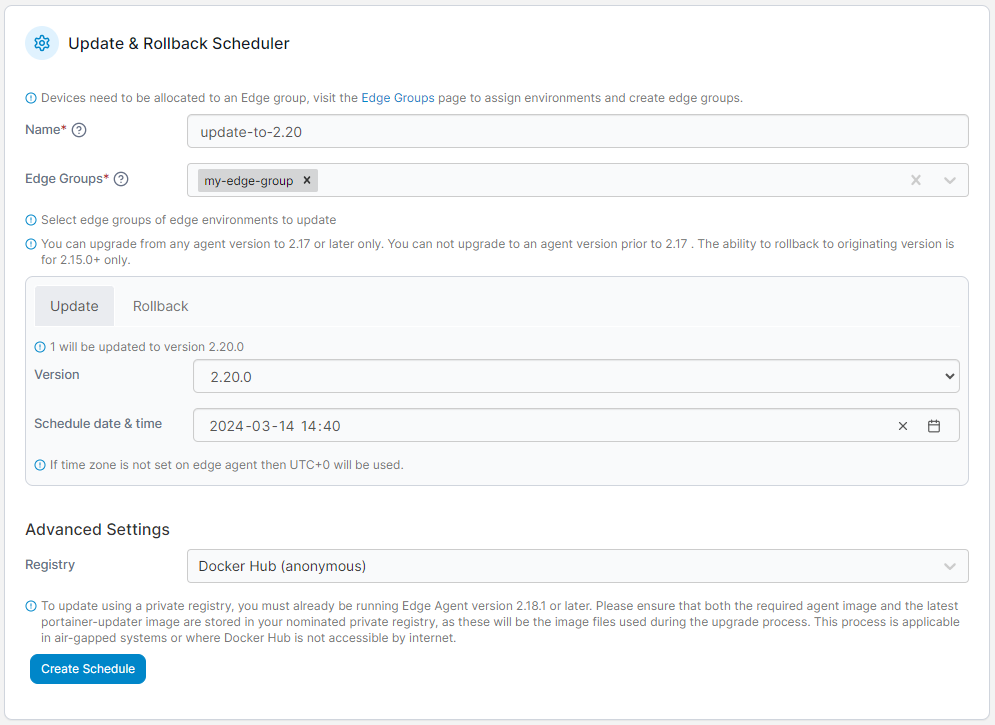 Update & Rollback Scheduler
Devices need to be allocated to an Edge group, visit the Edge Groups page to assign environments and create edge groups.
Name*
update-to-2.20
Edge Groups*
my-edge-group
Select edge groups of edge environments to update
You can upgrade from any agent version to 2.17 or later only. You can not upgrade to an agent version prior to 2.17 . The ability to rollback to originating version is
for 2.15.0+ only.
Update Rollback
1 will be updated to version 2.20.0
Version
2.20.0
Schedule date & time
2024-03-14 14:40
If time zone is not set on edge agent then UTC+0 will be used.
Advanced Settings
Registry
Docker Hub (anonymous)
To update using a private registry, you must already be running Edge Agent version 2.18.1 or later. Please ensure that both the required agent image and the latest
portainer-updater image are stored in your nominated private registry, as these will be the image files used during the upgrade process. This process is applicable
in air-gapped systems or where Docker Hub is not accessible by internet.
Create Schedule